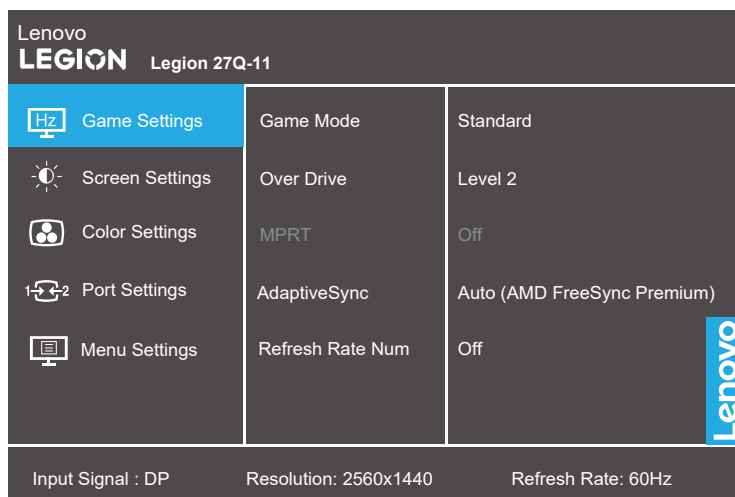 Lenovo
LEGION Legion 27Q-11
Hz Game Settings Game Mode Standard
Screen Settings Over Drive Level 2
Color Settings MPRT Off
1 2 Port Settings AdaptiveSync Auto (AMD FreeSync Premium)
Menu Settings Refresh Rate Num Off
Lenovo
Input Signal : DP Resolution: 2560x1440 Refresh Rate: 60Hz